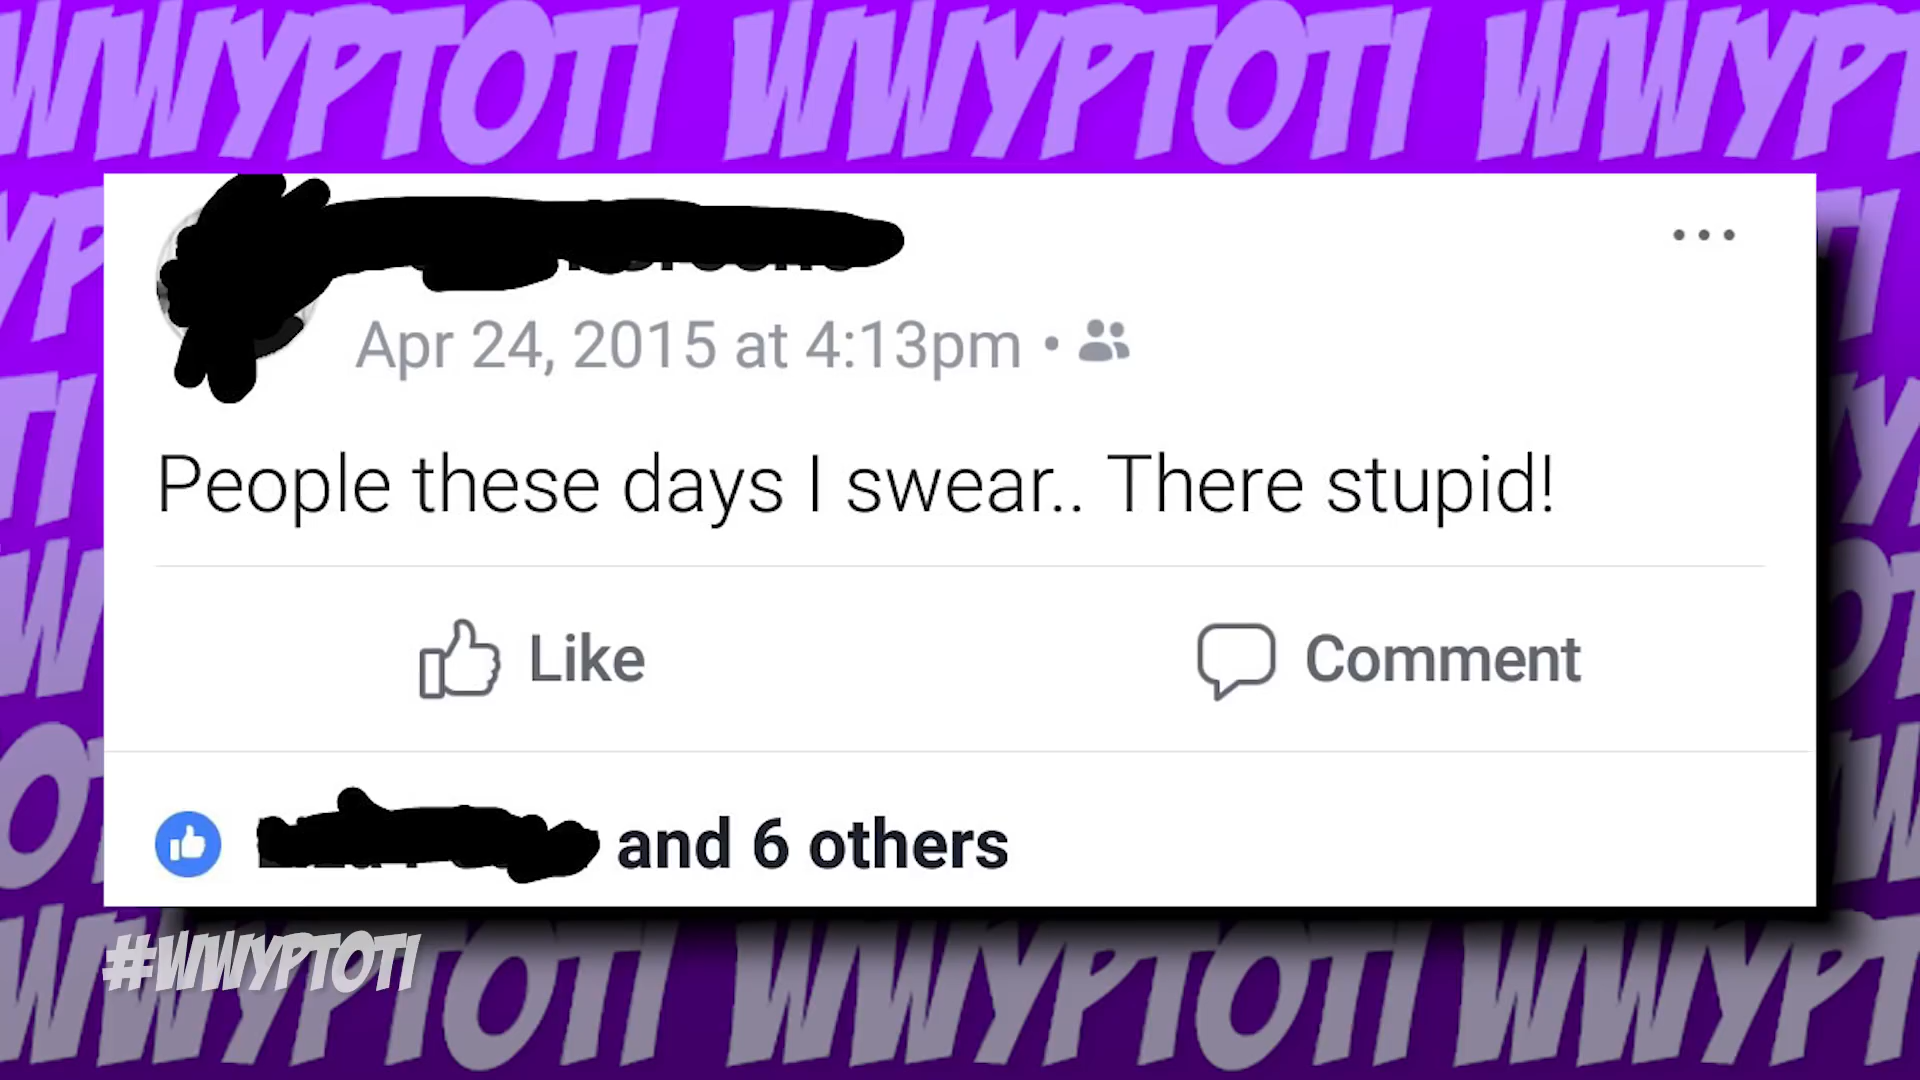 WWYPTOTI WWYPTOTI WWYPT
Apr 24, 2015 at 4:13pm
People these days I swear.. There stupid!
Like
Comment
and 6 others
#WWYPTOTI
WWYPTOTI WWYPTOTI WWYPT